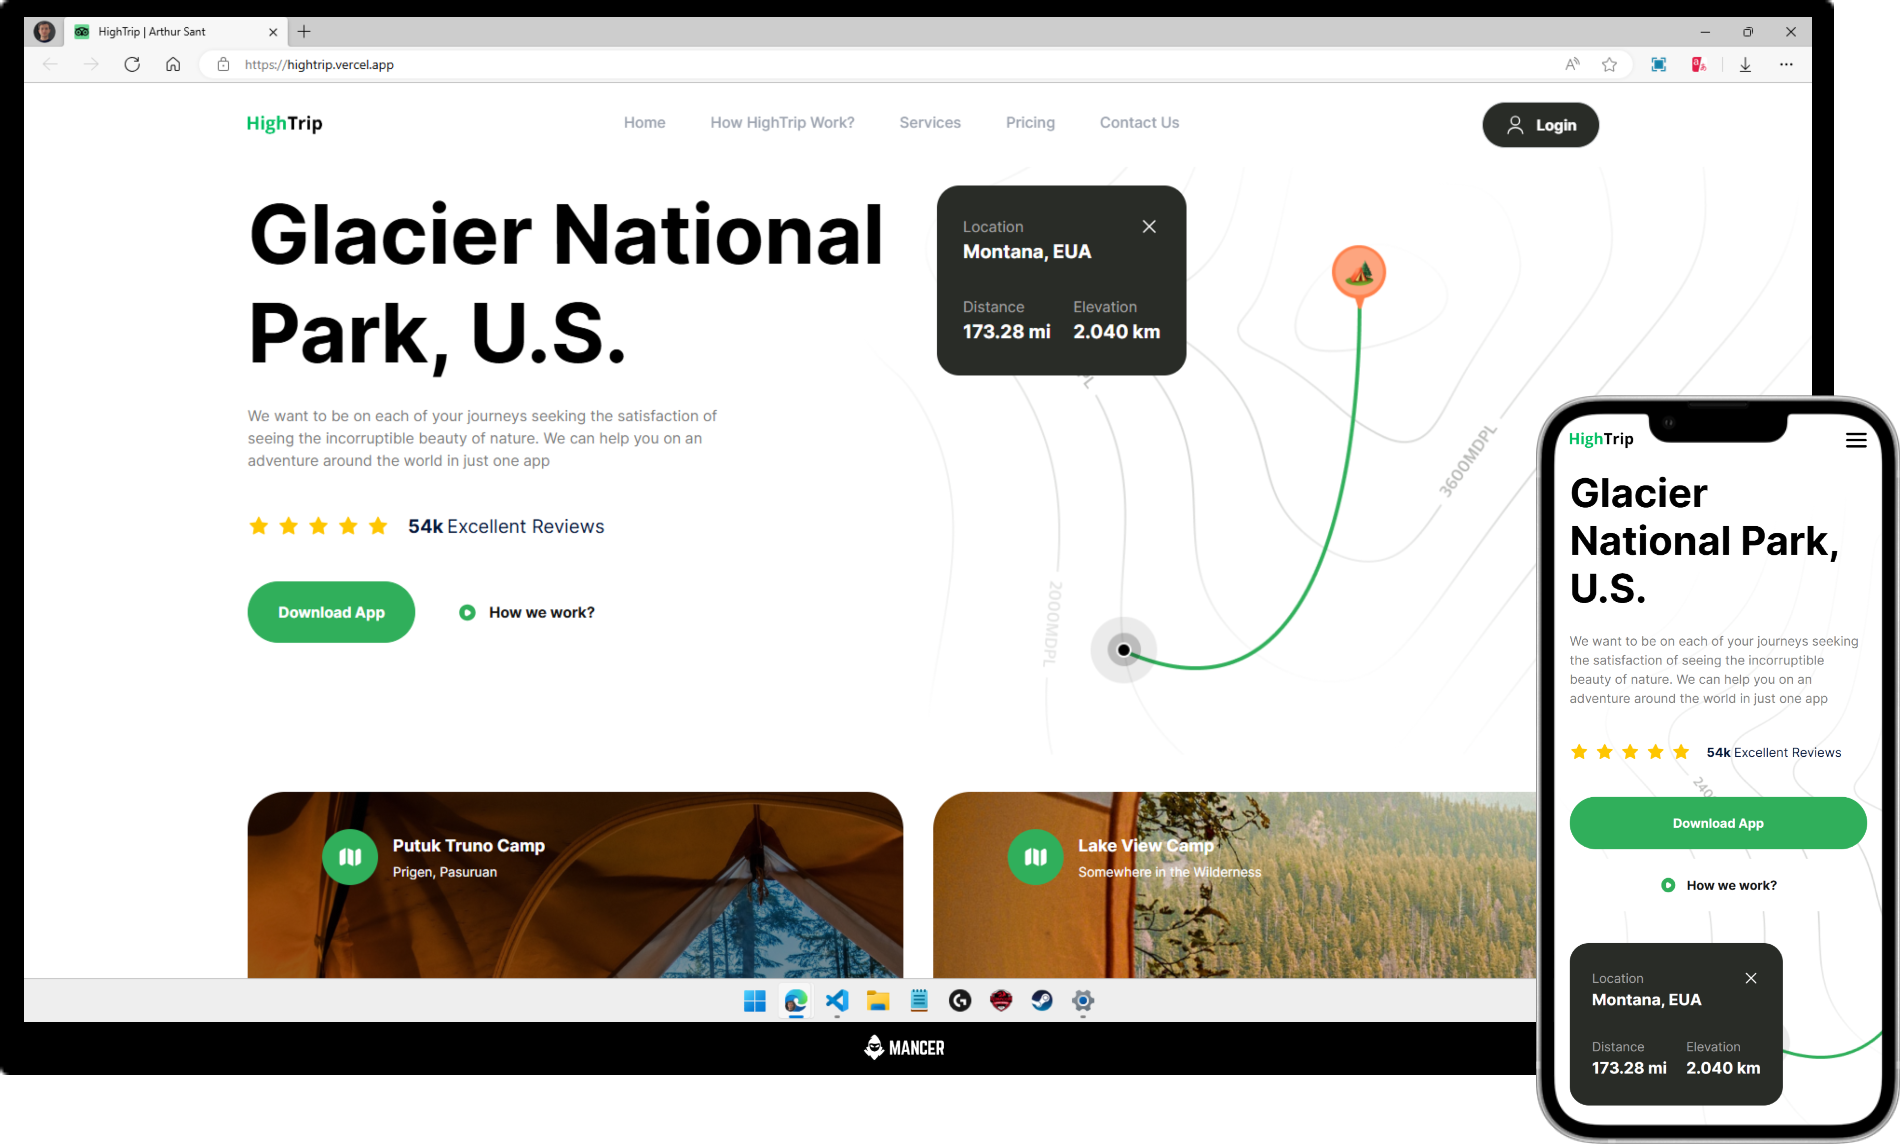 HighTrip | Arthur Sant
https://hightrip.vercel.app
HighTrip
Home
How HighTrip Work?
Services
Pricing
Contact Us
Login
Glacier National
Park, U.S.
We want to be on each of your journeys seeking the satisfaction of
seeing the incorruptible beauty of nature. We can help you on an
adventure around the world in just one app
54k Excellent Reviews
Download App
How we work?
Location
Montana, EUA
Distance
Elevation
173.28 mi
2.040 km
3600MDPL
2000MDPL
Putuk Truno Camp
Prigen, Pasuruan
Lake View Camp
Somewhere in the Wilderness
MANCER
HighTrip
Glacier
National Park,
U.S.
We want to be on each of your journeys seeking
the satisfaction of seeing the incorruptible
beauty of nature. We can help you on an
adventure around the world in just one app
54k Excellent Reviews
Download App
How we work?
Location
Montana, EUA
Distance
Elevation
173.28 mi
2.040 km